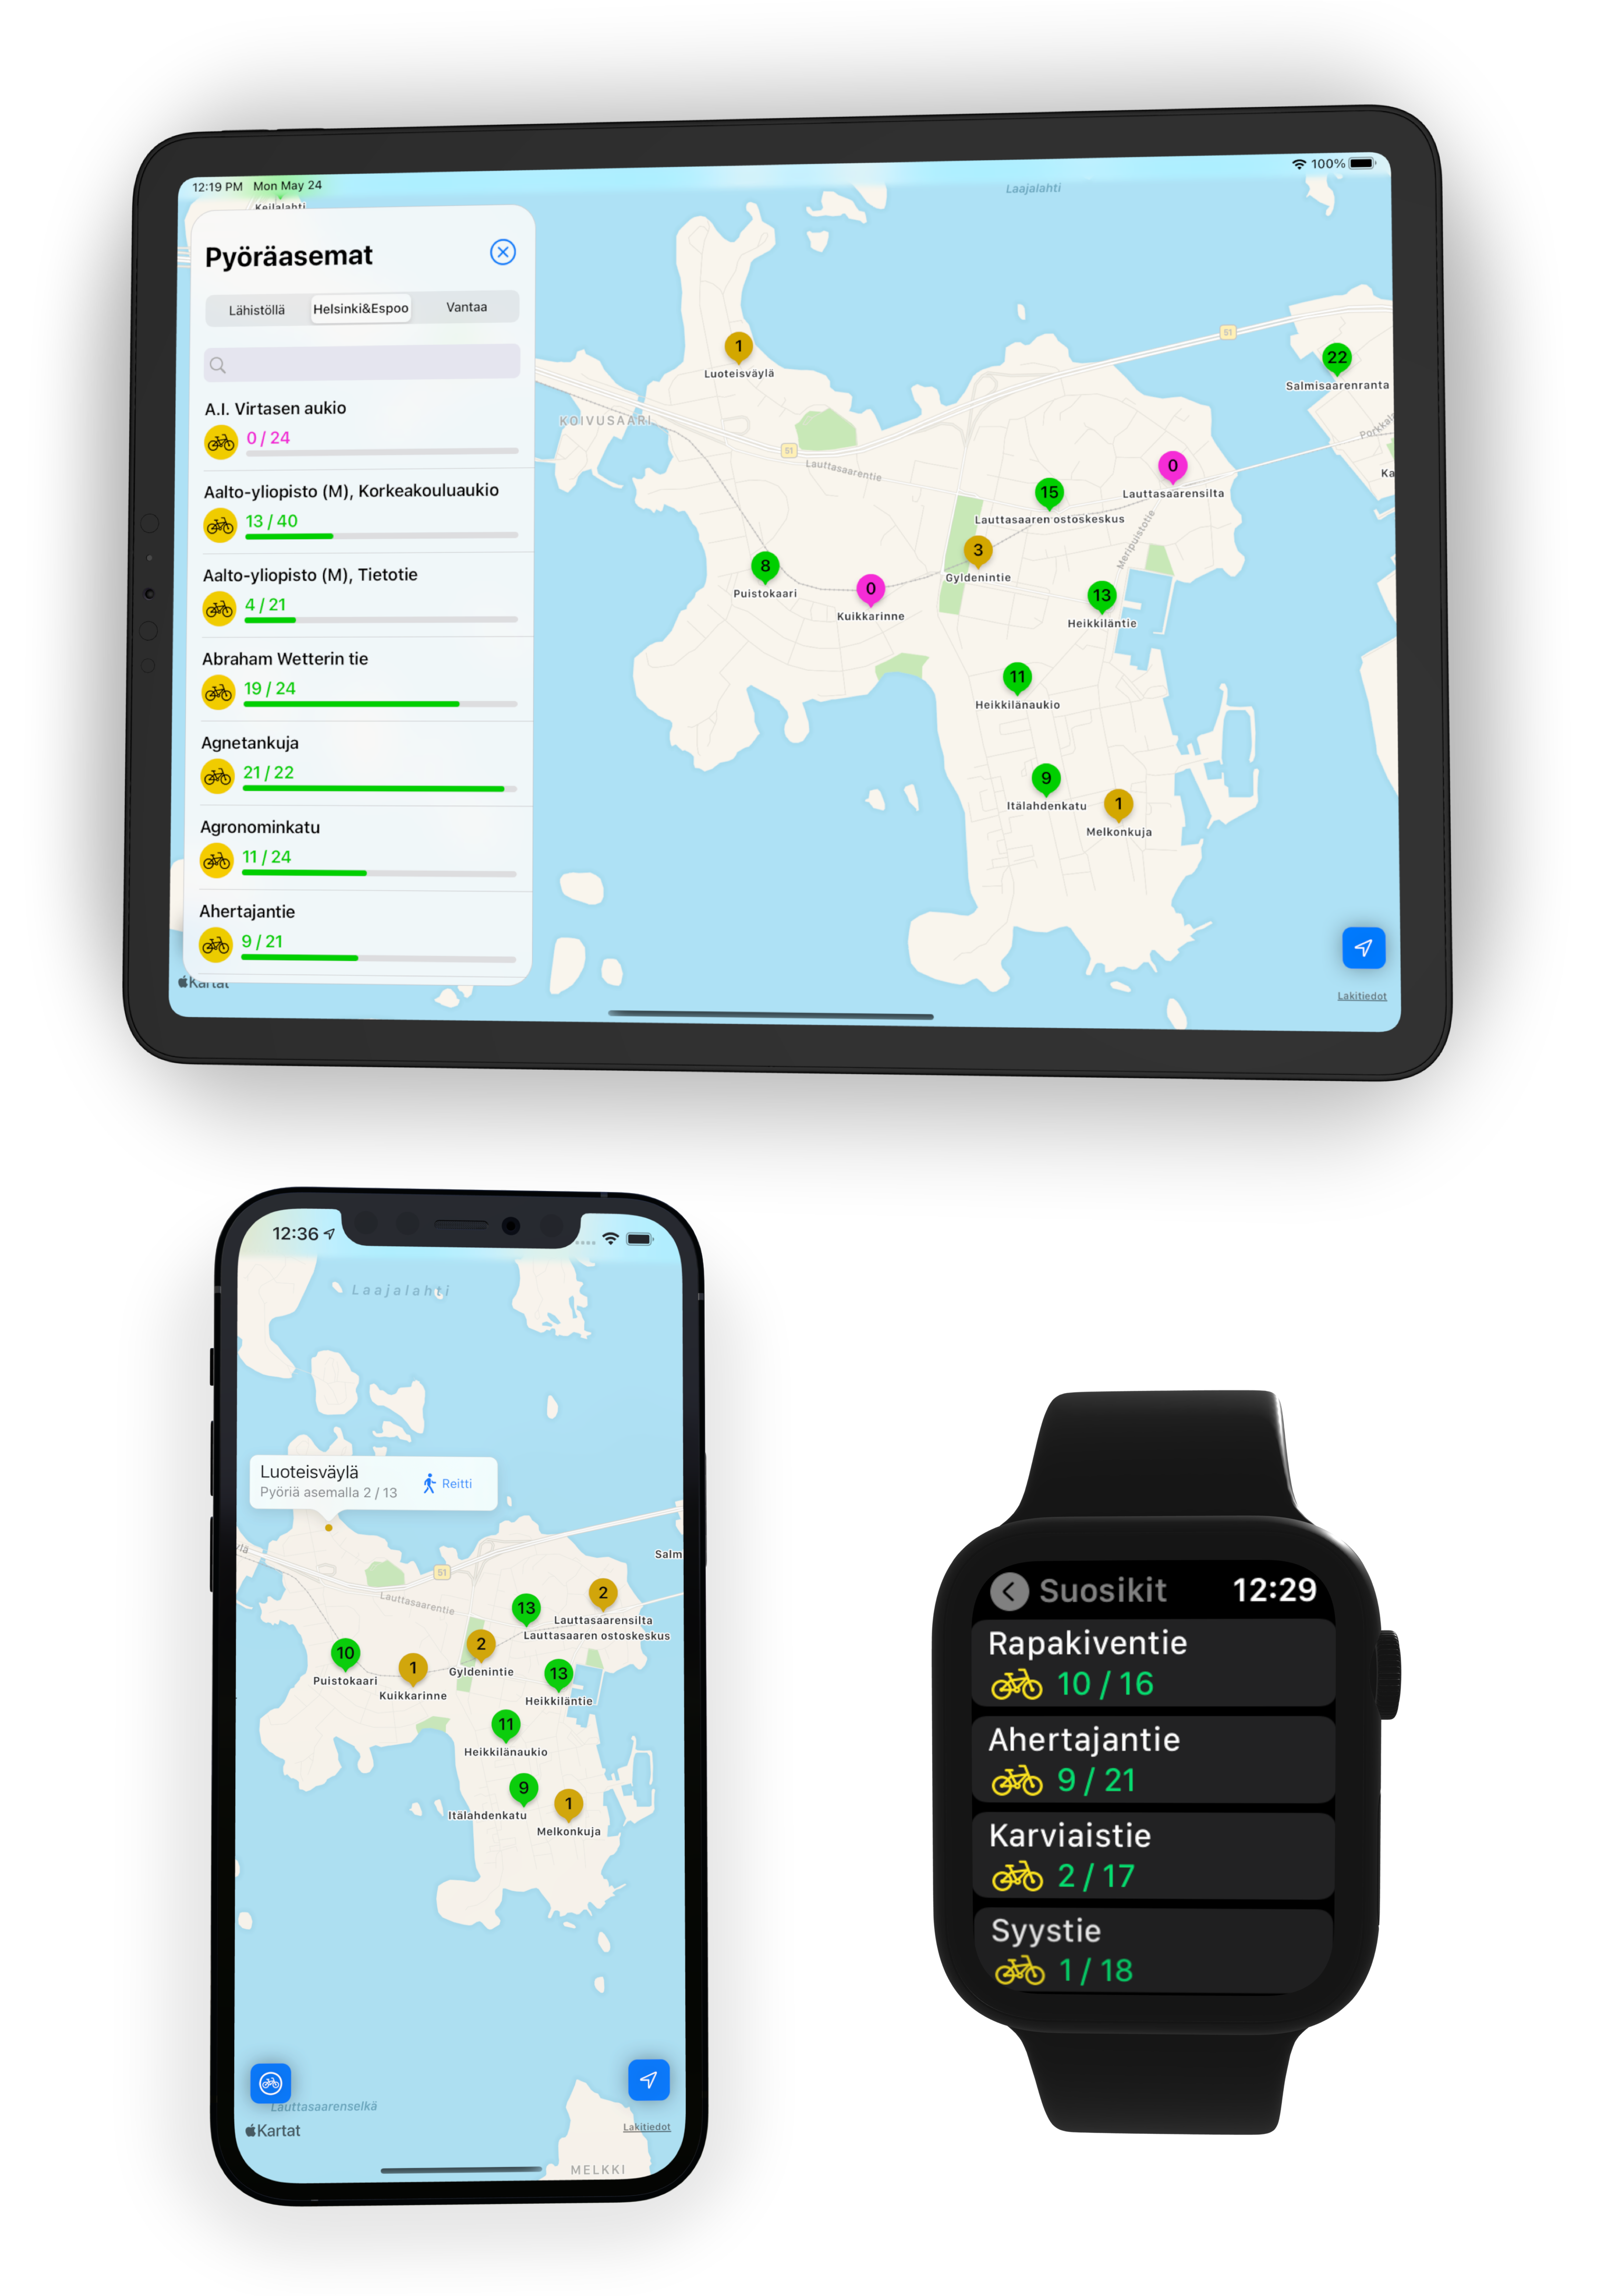 12:19 PM Mon May 24
100%
Keilalahti
Pyöräasemat
Lähistöllä Helsinki&Espoo Vantaa
A.I. Virtasen aukio
0 / 24
Aalto-yliopisto (M), Korkeakouluaukio
13 / 40
Aalto-yliopisto (M), Tietotie
4 / 21
Abraham Wetterin tie
19 / 24
Agnetankuja
21 / 22
Agronominkatu
11 / 24
Ahertajantie
9 / 21
Kartat
Laajalahti
51
22
Salmisaarenranta
1
Luoteisväylä
KOIVUSAARI
51
Lauttasaarentie
Ka
0
Lauttasaarensilta
15
Lauttasaaren ostoskeskus
Meripuistotie
3
Gyldenintie
8
Puistokaari
0
Kuikkarinne
13
Heikkiläntie
11
Heikkilänaukio
9
Itälahdenkatu
1
Melkonkuja
Lakitiedot
12:36
Laajalahti
Luoteisväylä
Pyöriä asemalla 2 / 13
Reitti
Salm
51
Lauttasaarentie
2
Lauttasaarensilta
13
Lauttasaaren ostoskeskus
2
Gyldenintie
10
Puistokaari
1
Kuikkarinne
13
Heikkiläntie
11
Heikkilänaukio
9
Itälahdenkatu
1
Melkonkuja
Lauttasaarenselkä
Kartat
Lakitiedot
MELKKI
Suosikit 12:29
Rapakiventie
10 / 16
Ahertajantie
9 / 21
Karviaistie
2 / 17
Syystie
1 / 18